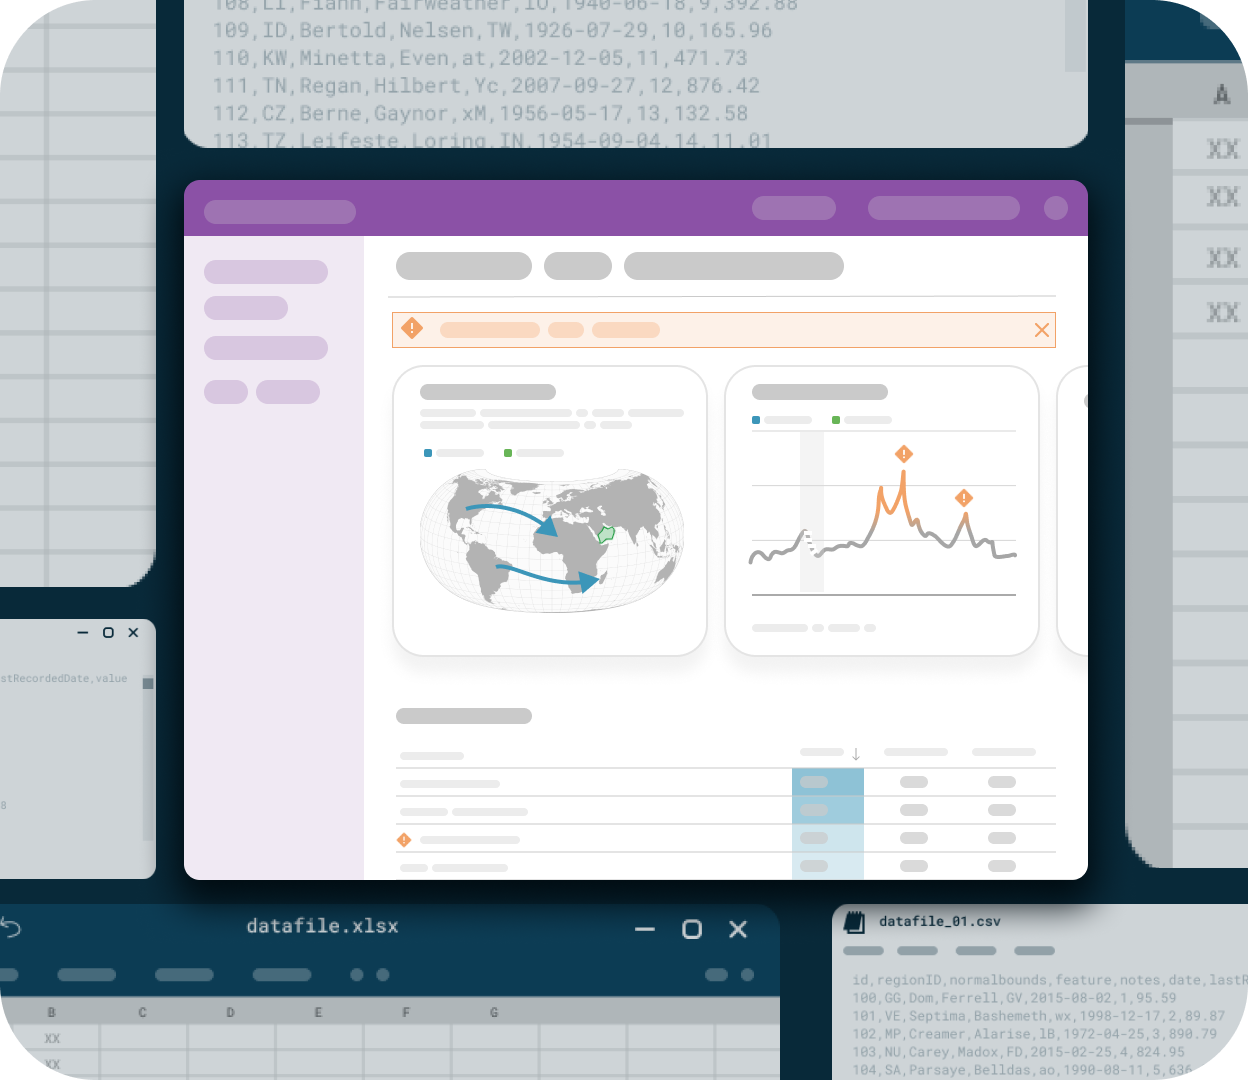 108,LI,Fiann,FairWeather,IO,1940-06-18,9,392.88
109,ID,Bertold,Nelsen,TW,1926-07-29,10,165.96
110,KW,Minetta,Even,at,2002-12-05,11,471.73
111,TN,Regan,Hilbert,Yc,2007-09-27,12,876.42
112,CZ,Berne,Gaynor,xM,1956-05-17,13,132.58
113,TZ,Leifeste,Loring,IN,1954-09-04,14,11.01
A
XX
XX
XX
XX
stRecordedDate,value
8
datafile.xlsx
B C D E F G
XX
XX
datafile_01.csv
id,regionID,normalbounds,feature,notes,date,lastR
100,GG,Dom,Ferrell,GV,2015-08-02,1,95.59
101,VE,Septima,Bashemeth,wx,1998-12-17,2,89.87
102,MP,Creamer,Alarise,lB,1972-04-25,3,890.79
103,NU,Carey,Madox,FD,2015-02-25,4,824.95
104,SA,Parsaye,Belldas,ao,1990-08-11,5,636